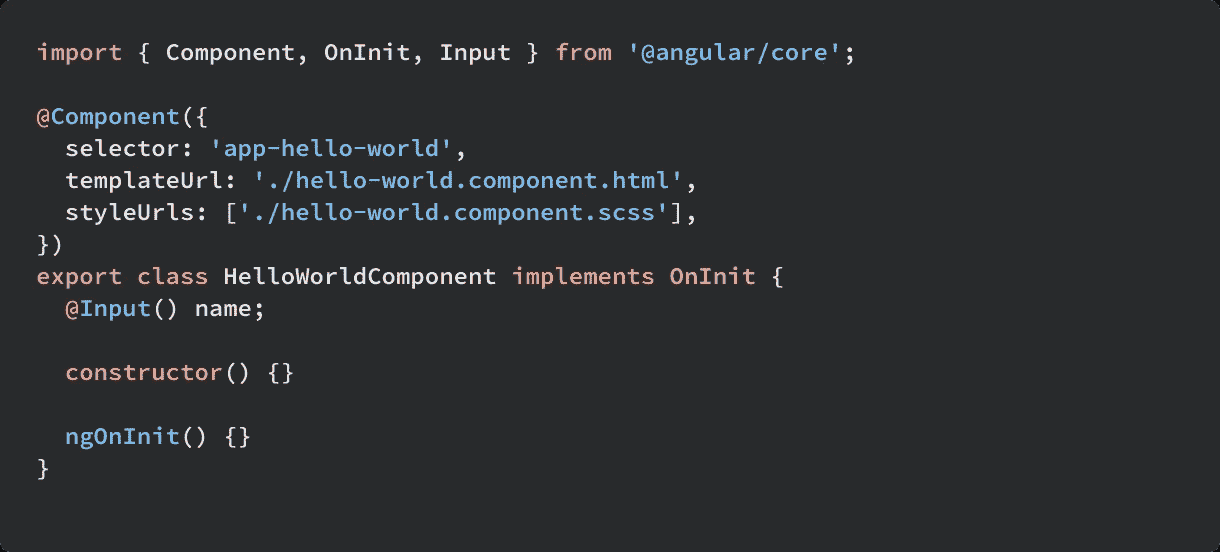 import { Component, OnInit, Input } from '@angular/core';
@Component({
  selector: 'app-hello-world',
  templateUrl: './hello-world.component.html',
  styleUrls: ['./hello-world.component.scss'],
})
export class HelloWorldComponent implements OnInit {
  @Input() name;
  constructor() {}
  ngOnInit() {}
}